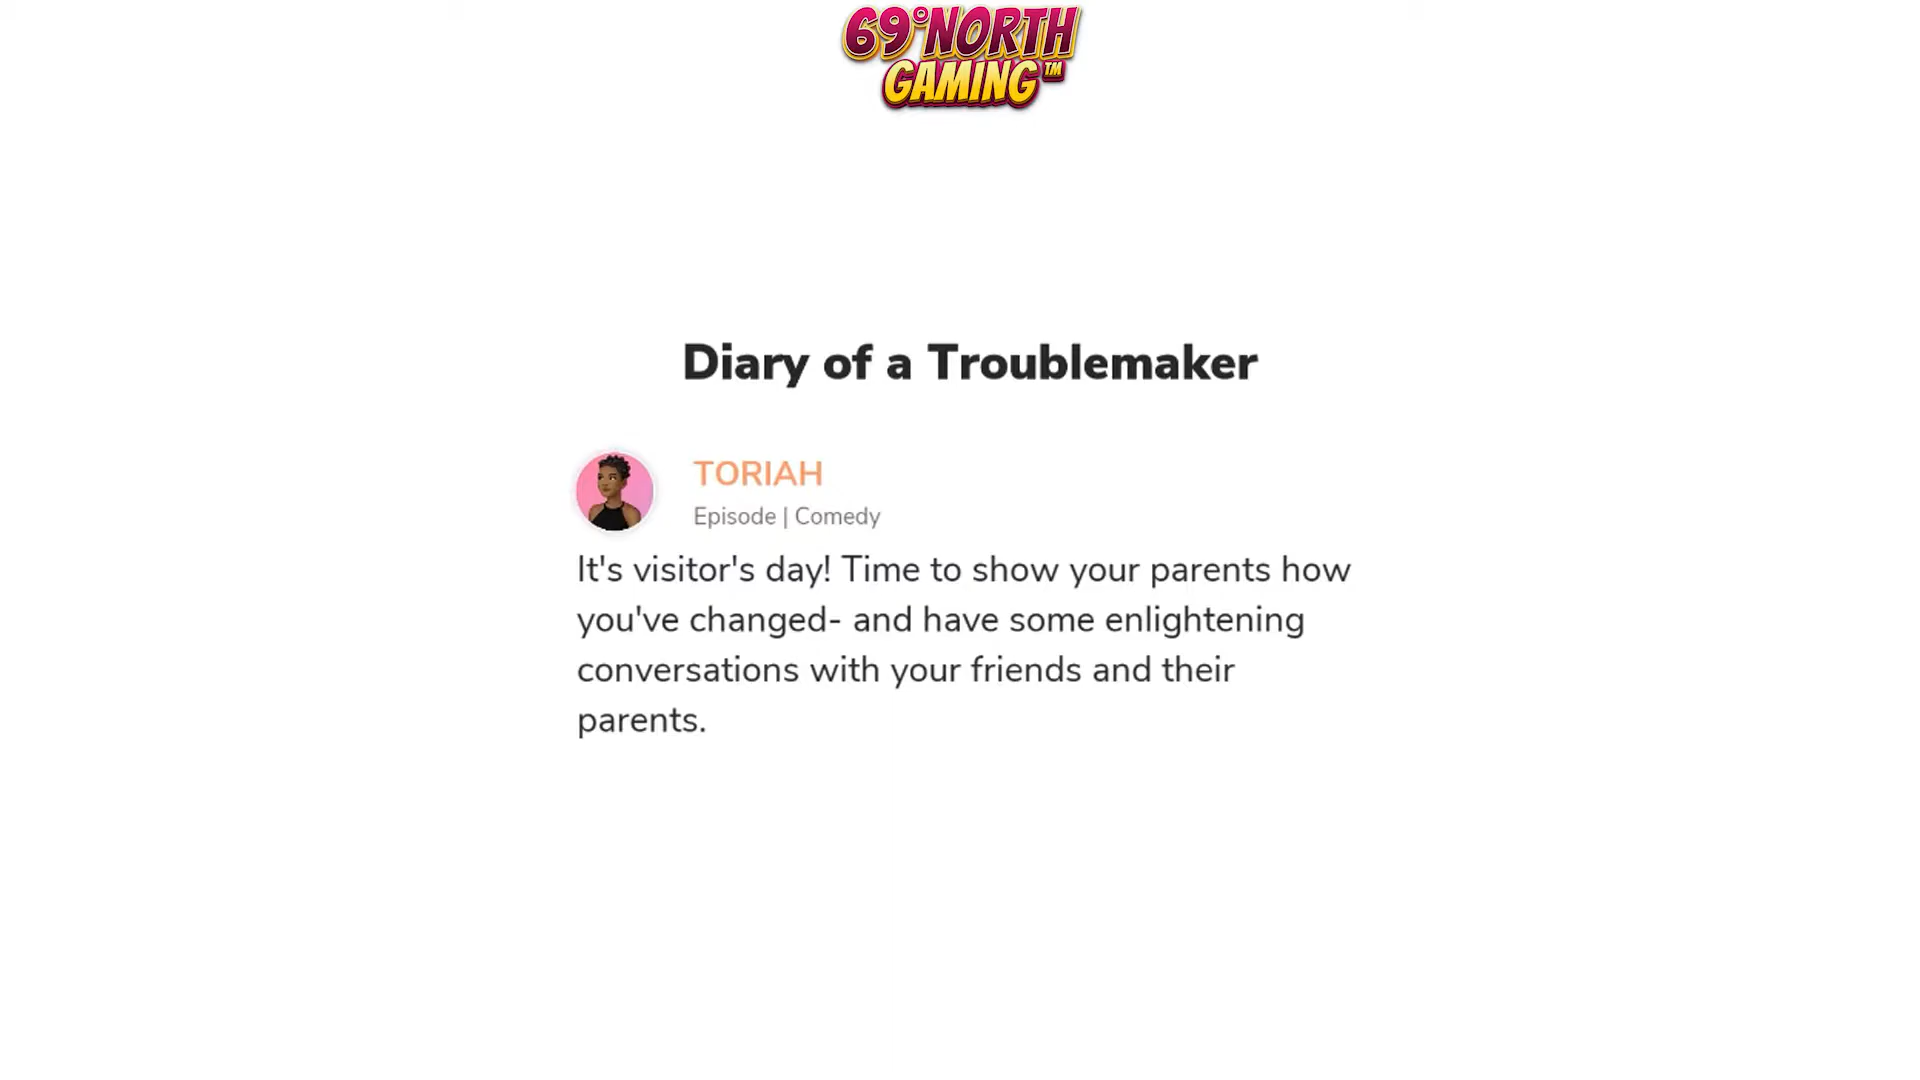 69°NORTH
GAMING™
Diary of a Troublemaker
TORIAH
Episode | Comedy
It's visitor's day! Time to show your parents how
you've changed- and have some enlightening
conversations with your friends and their
parents.